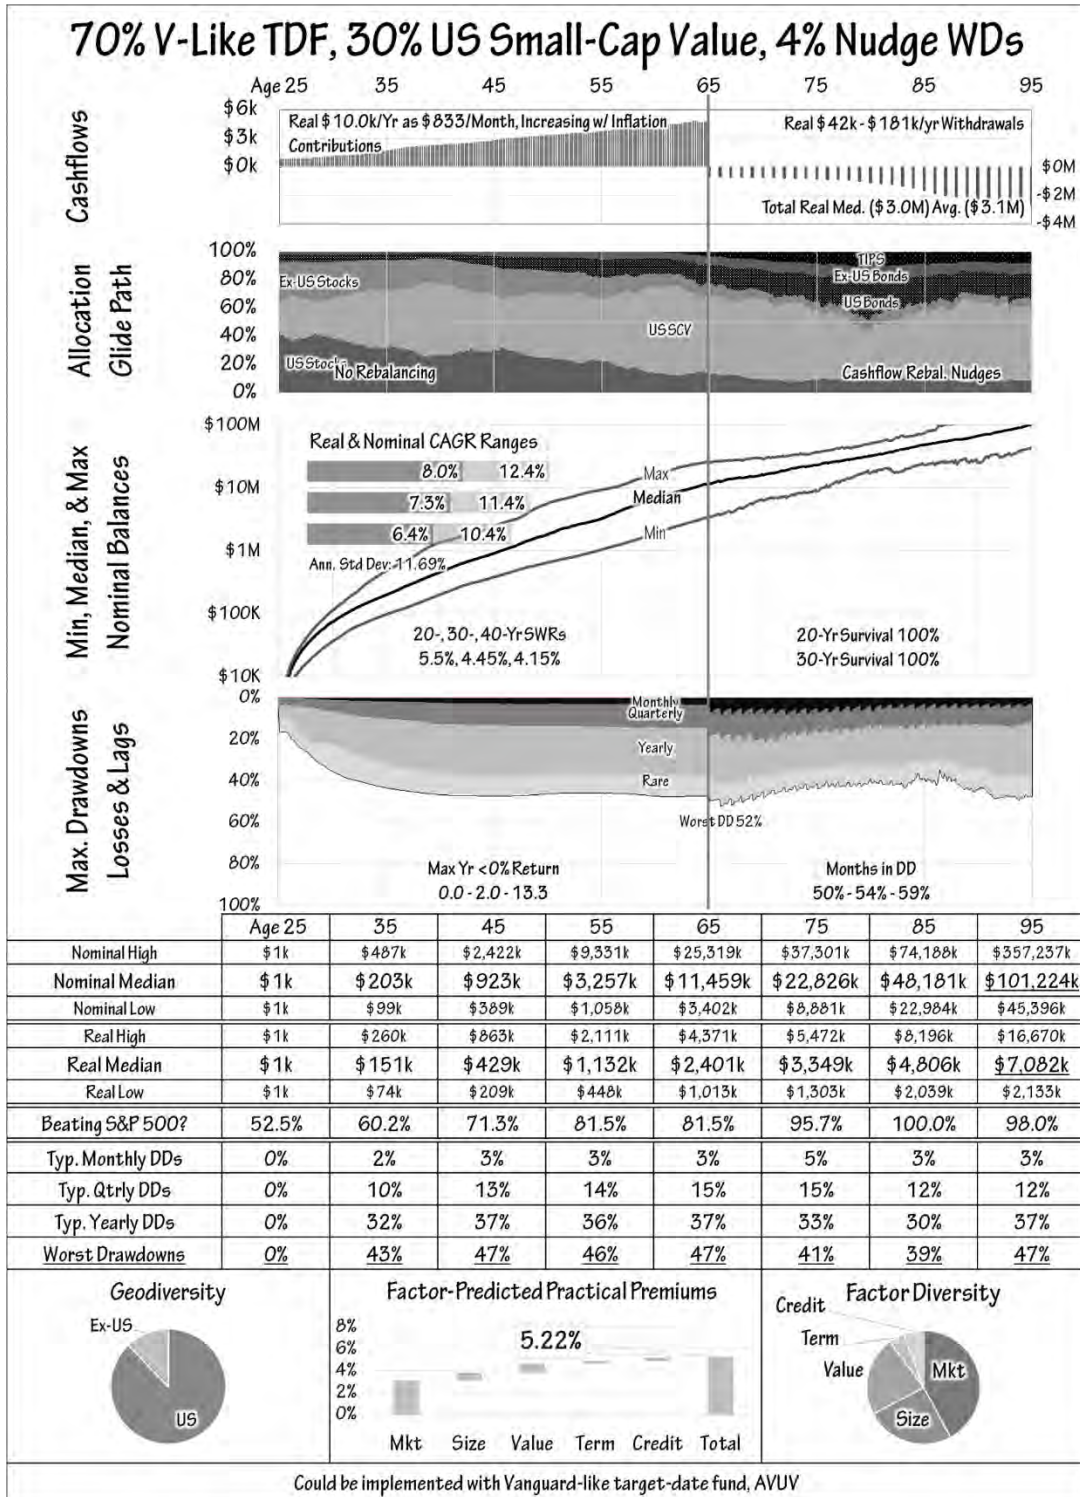 70% V-Like TDF, 30% US Small-Cap Value, 4% Nudge WDs
Age 25 35 45 55 65 75 85 95
Cashflows
$6k
$3k
$0k
Real $10.0k/Yr as $833/Month, Increasing w/ Inflation
Contributions
Real $42k - $181k/yr Withdrawals
$0M
-$2M
-$4M
Total Real Med. ($3.0M) Avg. ($3.1M)
Allocation
Glide Path
100%
80%
60%
40%
20%
0%
TIPS
Ex-US Stocks
Ex-US Bonds
US Bonds
US SCV
US Stock
No Rebalancing
Cashflow Rebal. Nudges
Min, Median, & Max
Nominal Balances
$100M
$10M
$1M
$100K
$10K
Real & Nominal CAGR Ranges
8.0% 12.4%
7.3% 11.4%
6.4% 10.4%
Ann. Std Dev: 11.69%
Max
Median
Min
20-, 30-, 40-Yr SWRs
5.5%, 4.45%, 4.15%
20-Yr Survival 100%
30-Yr Survival 100%
Max. Drawdowns
Losses & Lags
0%
20%
40%
60%
80%
100%
Monthly
Quarterly
Yearly
Rare
Worst DD 52%
Max Yr <0% Return
0.0 - 2.0 - 13.3
Months in DD
50% - 54% - 59%
Age 25 35 45 55 65 75 85 95
Nominal High $1k $487k $2,422k $9,331k $25,319k $37,301k $74,188k $357,237k
Nominal Median $1k $203k $923k $3,257k $11,459k $22,826k $48,181k $101,224k
Nominal Low $1k $99k $389k $1,058k $3,402k $8,881k $22,984k $45,396k
Real High $1k $260k $863k $2,111k $4,371k $5,472k $8,196k $16,670k
Real Median $1k $151k $429k $1,132k $2,401k $3,349k $4,806k $7,082k
Real Low $1k $74k $209k $448k $1,013k $1,303k $2,039k $2,133k
Beating S&P 500? 52.5% 60.2% 71.3% 81.5% 81.5% 95.7% 100.0% 98.0%
Typ. Monthly DDs 0% 2% 3% 3% 3% 5% 3% 3%
Typ. Qtrly DDs 0% 10% 13% 14% 15% 15% 12% 12%
Typ. Yearly DDs 0% 32% 37% 36% 37% 33% 30% 37%
Worst Drawdowns 0% 43% 47% 46% 47% 41% 39% 47%
Geodiversity
Ex-US
US
Factor-Predicted Practical Premiums
8%
6%
4%
2%
0%
5.22%
Mkt Size Value Term Credit Total
Factor Diversity
Credit
Term
Value
Mkt
Size
Could be implemented with Vanguard-like target-date fund, AVUV